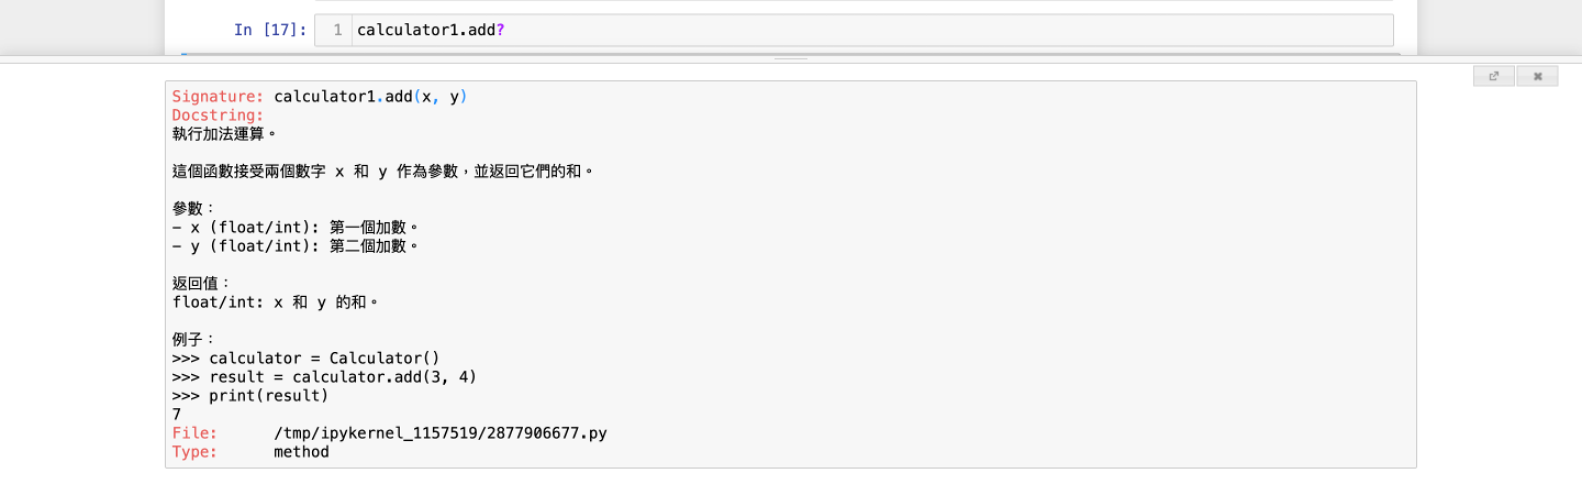 In [17]: 1 calculator1.add?
Signature: calculator1.add(x, y)
Docstring:
執行加法運算。
這個函數接受兩個數字 x 和 y 作為參數，並返回它們的和。
參數：
- x (float/int): 第一個加數。
- y (float/int): 第二個加數。
返回值：
float/int: x 和 y 的和。
例子：
>>> calculator = Calculator()
>>> result = calculator.add(3, 4)
>>> print(result)
7
File: /tmp/ipykernel_1157519/2877906677.py
Type: method